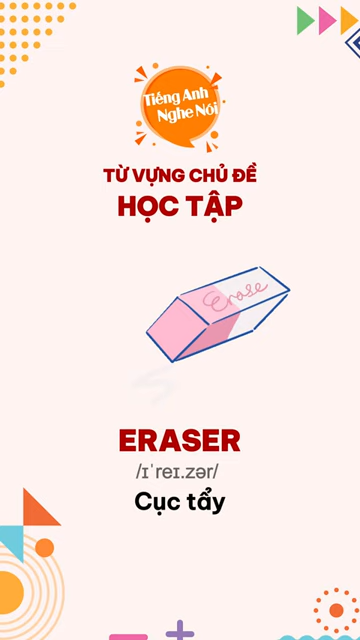 Tiếng Anh
Nghe Nói
TỪ VỰNG CHỦ ĐỀ
HỌC TẬP
Erase
ERASER
/ɪˈreɪ.zər/
Cục tẩy